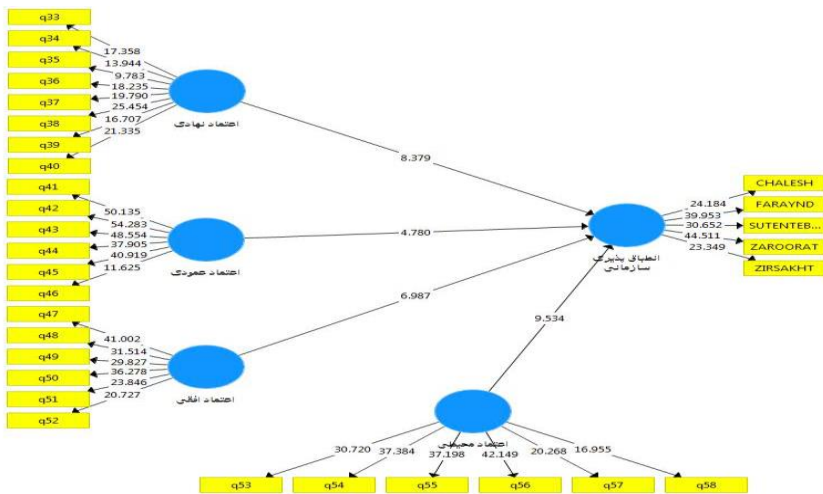 q33
q34
q35
q36
q37
q38
q39
q40
17.358
13.944
9.783
18.235
19.790
25.454
16.707
21.335
اعتماد نهادی
8.379
q41
q42
q43
q44
q45
q46
50.135
54.283
48.554
37.905
40.919
11.625
اعتماد عمودی
4.780
q47
q48
q49
q50
q51
q52
41.002
31.514
29.827
36.278
23.846
20.727
اعتماد افقی
6.987
انطباق پذیری
سازمانی
24.184
39.953
30.652
44.511
23.349
CHALESH
FARAYND
SUTENTEB...
ZAROORAT
ZIRSAKHT
9.534
اعتماد محیطی
30.720
37.384
37.198
42.149
20.268
16.955
q53
q54
q55
q56
q57
q58